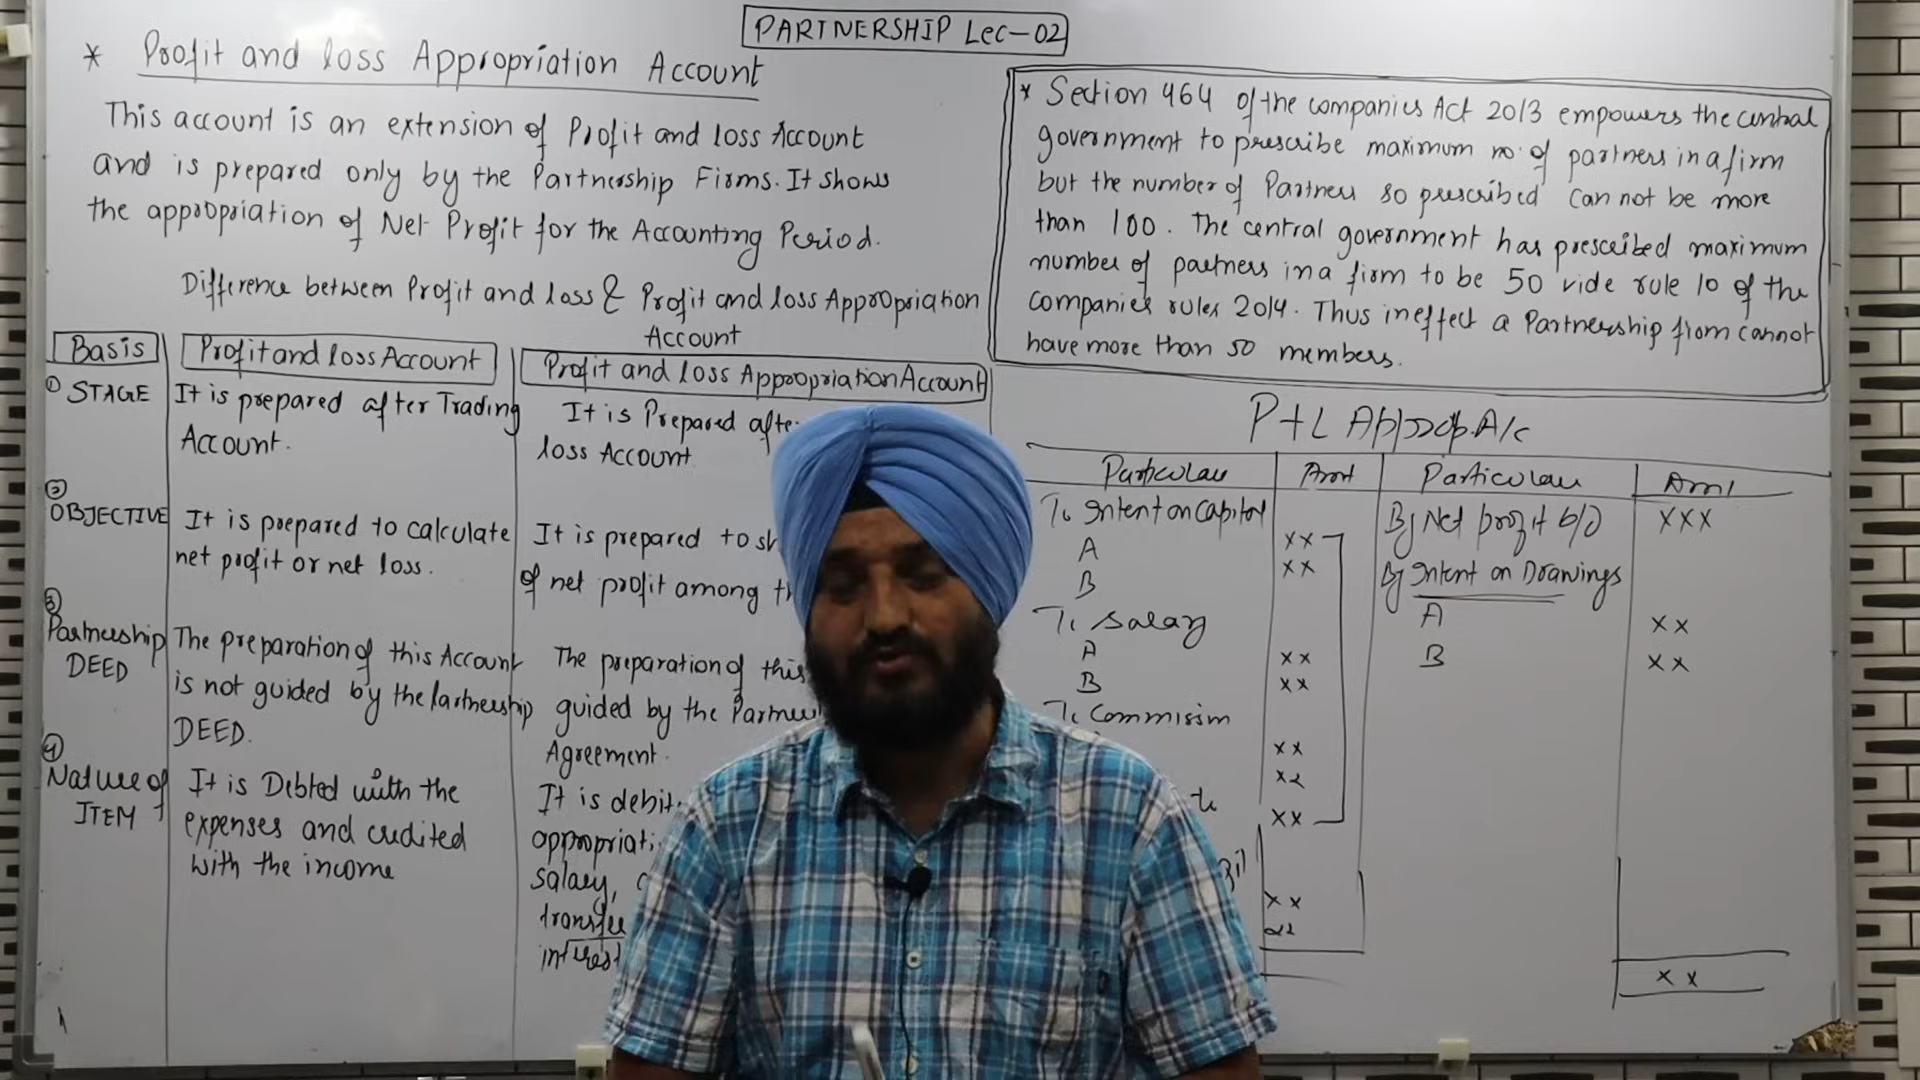 PARTNERSHIP Lec-02
* Profit and loss Appropriation Account
This account is an extension of Profit and loss Account
and is prepared only by the Partnership Firms. It shows
the appropriation of Net Profit for the Accounting Period.
Difference between Profit and loss & Profit and loss Appropriation
Account
Basis
Profit and loss Account
Profit and loss Appropriation Account
① STAGE
It is prepared after Trading
Account.
It is Prepared afte
loss Account
② OBJECTIVE
It is prepared to calculate
net profit or net loss.
It is prepared to sh
of net profit among th
③ Partnership
DEED
The preparation of this Account
is not guided by the Partnership
DEED.
The preparation of this
guided by the Partner
Agreement.
④ Nature of
ITEM
It is Debted with the
expenses and credited
with the income
It is debit
appropriati
salary, c
transfer
interest
* Section 464 of the companies Act 2013 empowers the central
government to prescribe maximum no. of partners in a firm
but the number of Partners so prescribed can not be more
than 100. The central government has prescribed maximum
number of partners in a firm to be 50 vide rule 10 of the
companies rules 2014. Thus in effect a Partnership from cannot
have more than 50 members.
P+L Approp. A/c
Particulars Amt Particulars Amt
To Interest on Capital
A xx
B xx
To Salary
A xx
B xx
To Commission
xx
xx
xx
xx
xx
By Net profit b/d xxx
By Interest on Drawings
A xx
B xx
xx